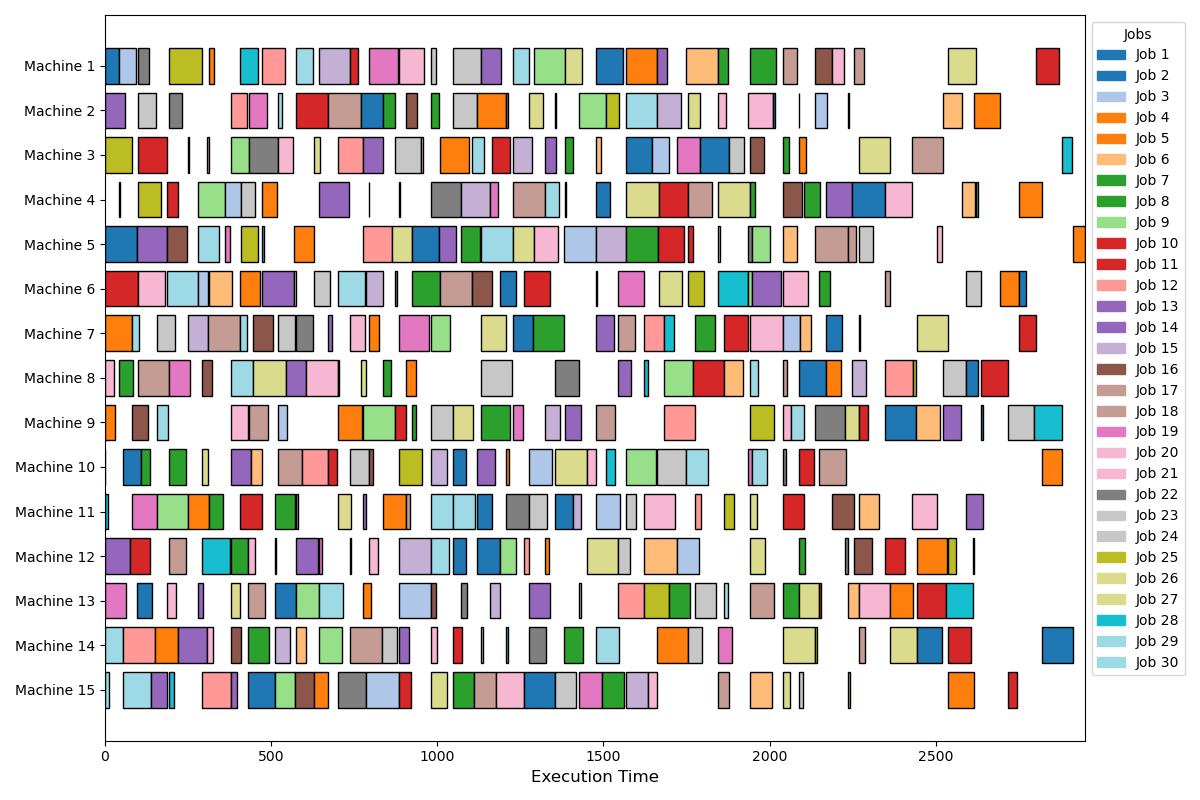 Machine 1
Machine 2
Machine 3
Machine 4
Machine 5
Machine 6
Machine 7
Machine 8
Machine 9
Machine 10
Machine 11
Machine 12
Machine 13
Machine 14
Machine 15
0 500 1000 1500 2000 2500
Execution Time
Jobs
Job 1
Job 2
Job 3
Job 4
Job 5
Job 6
Job 7
Job 8
Job 9
Job 10
Job 11
Job 12
Job 13
Job 14
Job 15
Job 16
Job 17
Job 18
Job 19
Job 20
Job 21
Job 22
Job 23
Job 24
Job 25
Job 26
Job 27
Job 28
Job 29
Job 30